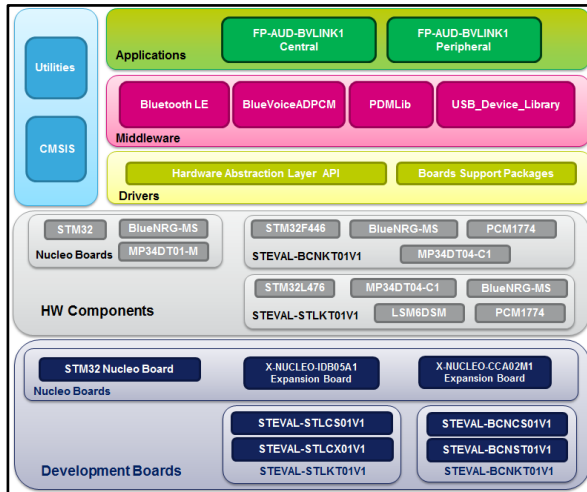 Utilities
CMSIS
FP-AUD-BVLINK1
Central
FP-AUD-BVLINK1
Peripheral
Applications
Bluetooth LE
BlueVoiceADPCM
PDMLib
USB_Device_Library
Middleware
Hardware Abstraction Layer API
Boards Support Packages
Drivers
STM32
BlueNRG-MS
Nucleo Boards
MP34DT01-M
STM32F446
BlueNRG-MS
PCM1774
STEVAL-BCNKT01V1
MP34DT04-C1
STM32L476
MP34DT04-C1
BlueNRG-MS
STEVAL-STLKT01V1
LSM6DSM
PCM1774
HW Components
STM32 Nucleo Board
X-NUCLEO-IDB05A1
Expansion Board
X-NUCLEO-CCA02M1
Expansion Board
Nucleo Boards
STEVAL-STLCS01V1
STEVAL-STLCX01V1
STEVAL-STLKT01V1
STEVAL-BCNCS01V1
STEVAL-BCNST01V1
STEVAL-BCNKT01V1
Development Boards